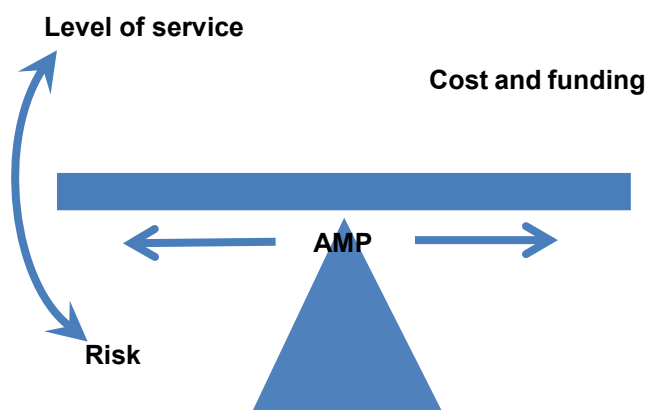 Level of service
Cost and funding
AMP
Risk